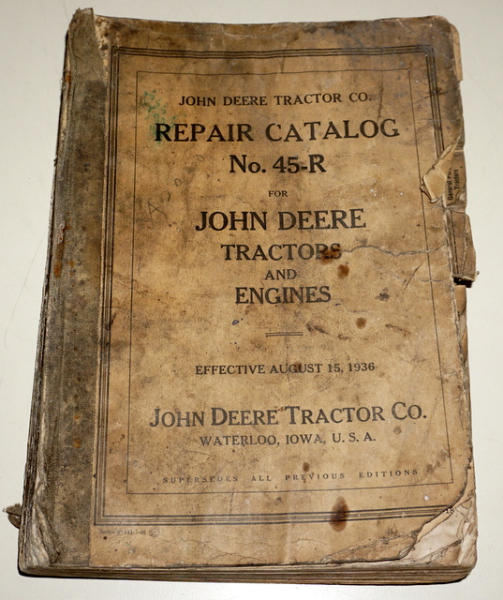 JOHN DEERE TRACTOR CO.
REPAIR CATALOG
No. 45-R
FOR
JOHN DEERE
TRACTORS
AND
ENGINES
EFFECTIVE AUGUST 15, 1936
JOHN DEERE TRACTOR CO.
WATERLOO, IOWA, U. S. A.
SUPERSEDES ALL PREVIOUS EDITIONS